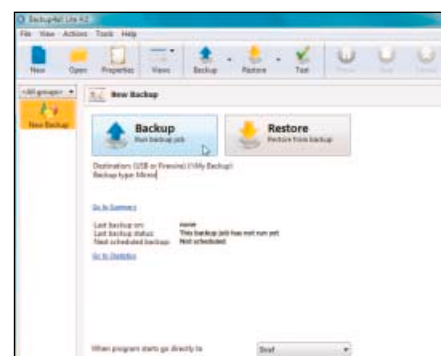 Backup4all Lite 4.0
File View Actions Tools Help
New Open Properties Views Backup Restore Test
<All groups>
New Backup
New Backup
Backup
Run backup job
Restore
Restore from backup
Destination: (USB or Firewire) (\My Backup)
Backup type: Mirror
Go to Summary
Last backup on: none
Last backup status: This backup job has not run yet
Next scheduled backup: Not scheduled
Go to Statistics
When program starts go directly to Brief